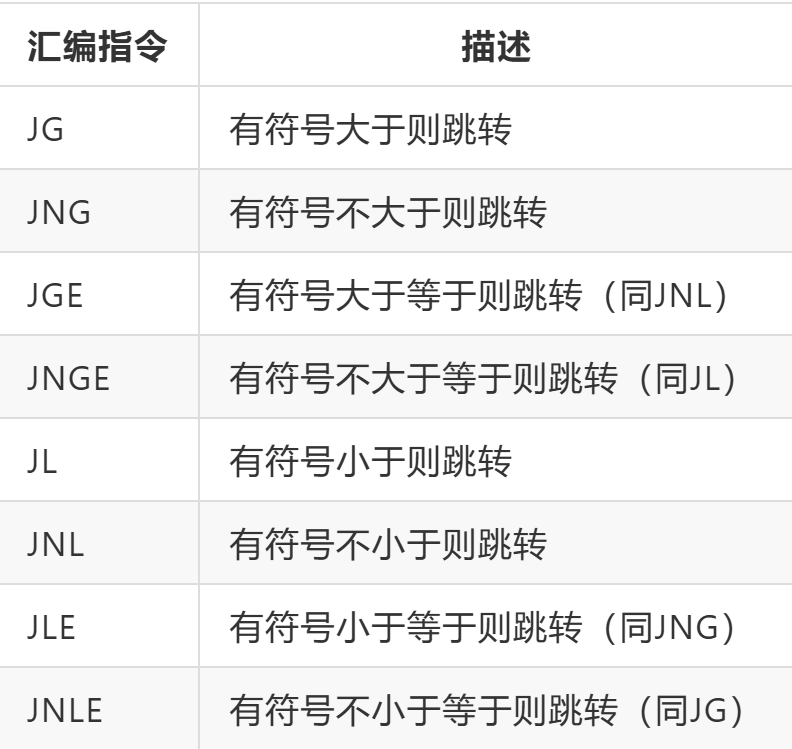 汇编指令 描述
JG 有符号大于则跳转
JNG 有符号不大于则跳转
JGE 有符号大于等于则跳转（同JNL）
JNGE 有符号不大于等于则跳转（同JL）
JL 有符号小于则跳转
JNL 有符号不小于则跳转
JLE 有符号小于等于则跳转（同JNG）
JNLE 有符号不小于等于则跳转（同JG）